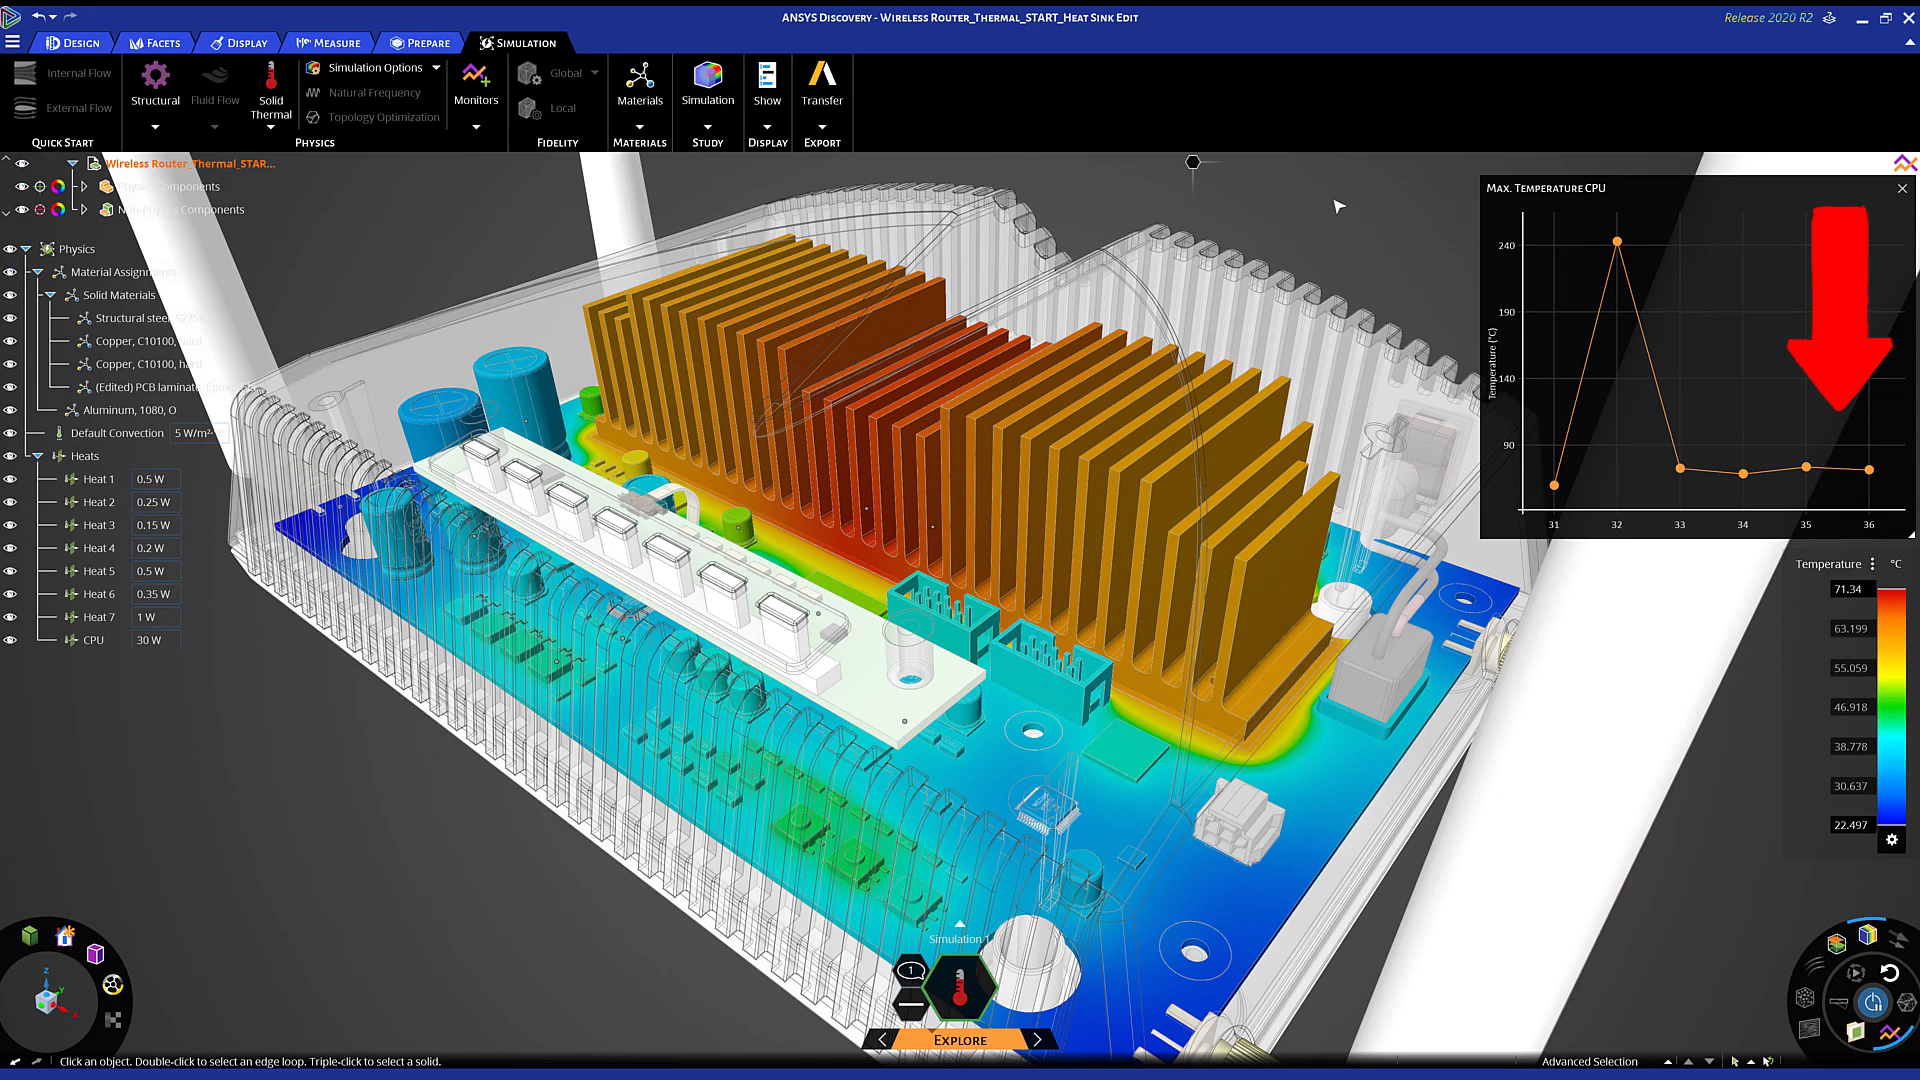 ANSYS Discovery - Wireless Router_Thermal_START_Heat Sink Edit
Release 2020 R2
Design
Facets
Display
Measure
Prepare
Simulation
Internal Flow
External Flow
Quick Start
Structural
Fluid Flow
Solid
Thermal
Simulation Options
Natural Frequency
Topology Optimization
Physics
Monitors
Global
Local
Fidelity
Materials
Materials
Simulation
Study
Show
Display
Transfer
Export
Wireless Router_Thermal_STAR...
Physics Components
Non-Physics Components
Physics
Material Assignments
Solid Materials
Structural steel, S275N
Copper, C10100, hard
Copper, C10100, hard
(Edited) PCB laminate, Epox
Aluminum, 1080, O
Default Convection 5 W/m²·
Heats
Heat 1 0.5 W
Heat 2 0.25 W
Heat 3 0.15 W
Heat 4 0.2 W
Heat 5 0.5 W
Heat 6 0.35 W
Heat 7 1 W
CPU 30 W
Max. Temperature CPU
Temperature (°C)
240
190
140
90
31 32 33 34 35 36
Temperature °C
71.34
63.199
55.059
46.918
38.778
30.637
22.497
Z
Y
X
Simulation 1
1
Explore
Click an object. Double-click to select an edge loop. Triple-click to select a solid.
Advanced Selection